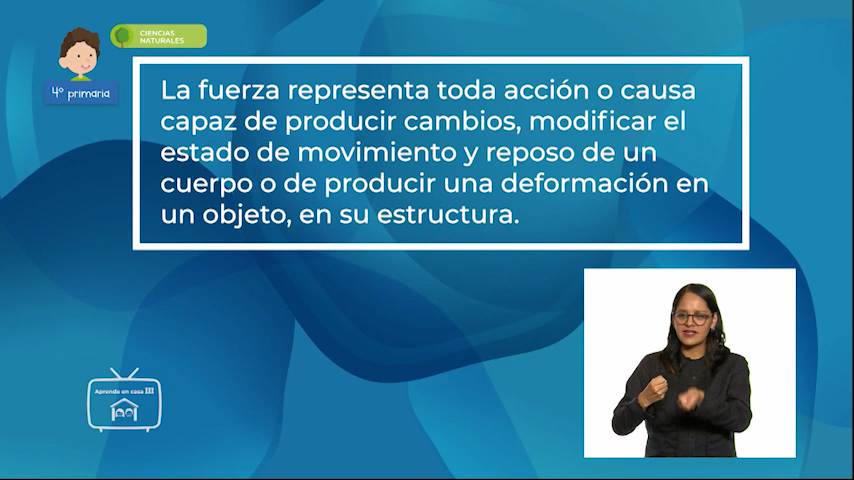 CIENCIAS
NATURALES
4º primaria
La fuerza representa toda acción o causa
capaz de producir cambios, modificar el
estado de movimiento y reposo de un
cuerpo o de producir una deformación en
un objeto, en su estructura.
Aprende en casa III